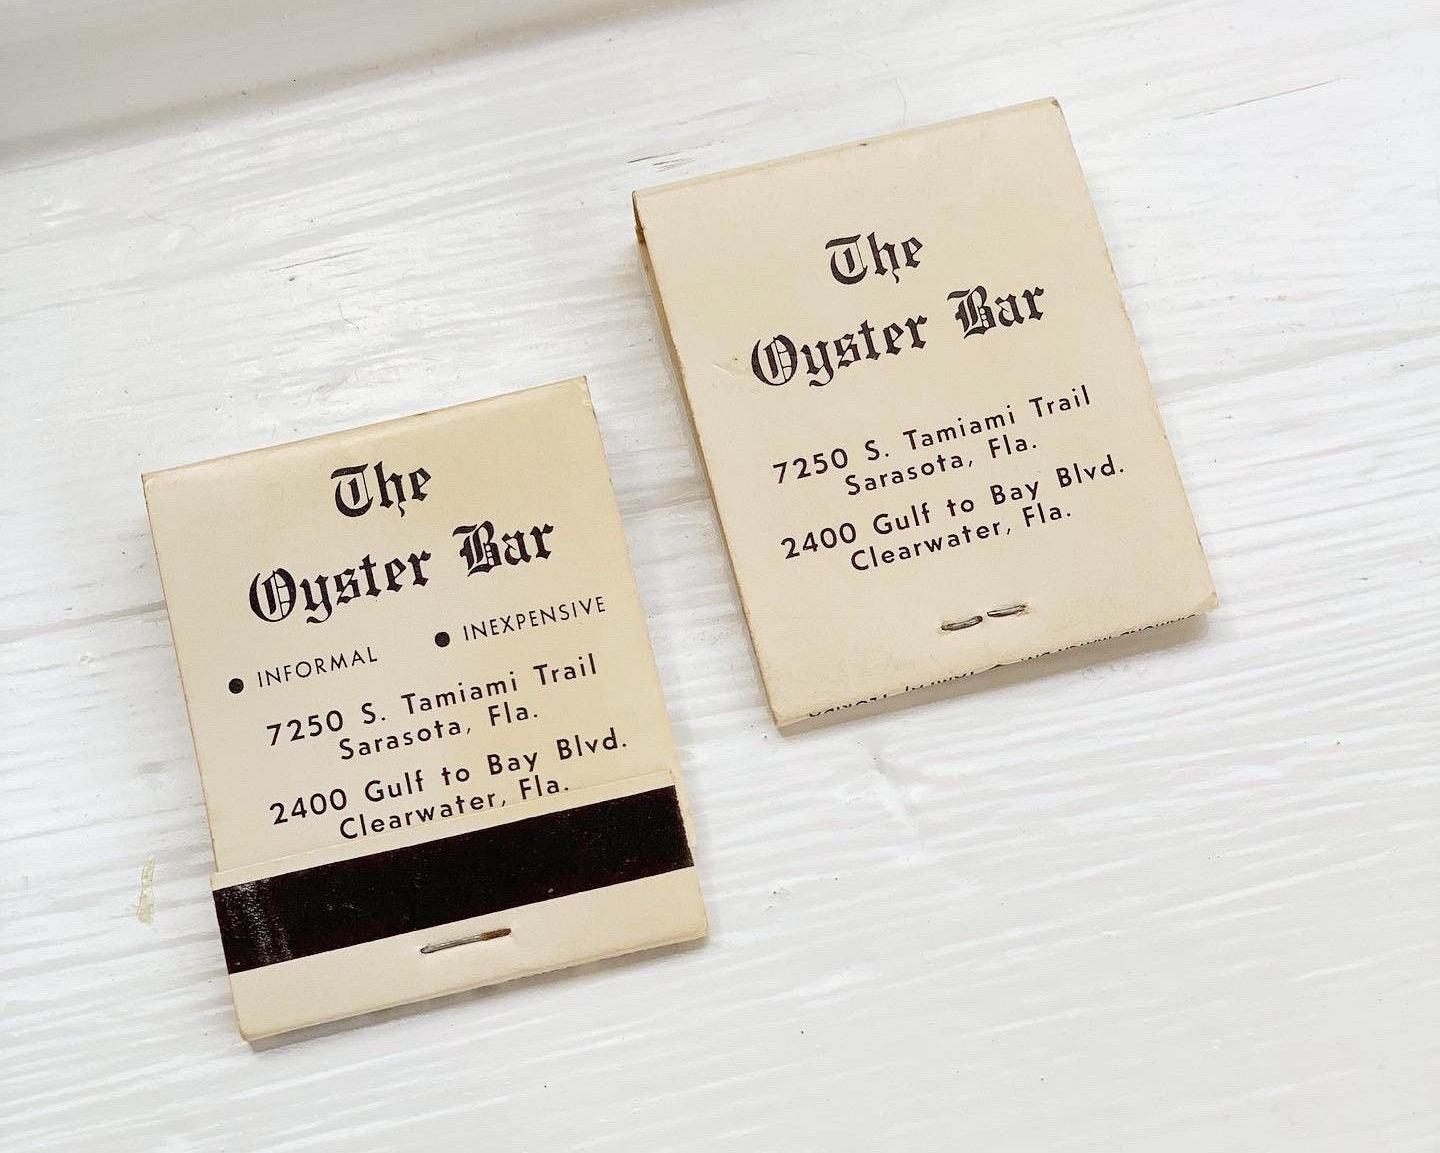 The
Oyster Bar
● INFORMAL ● INEXPENSIVE
7250 S. Tamiami Trail
Sarasota, Fla.
2400 Gulf to Bay Blvd.
Clearwater, Fla.
The
Oyster Bar
7250 S. Tamiami Trail
Sarasota, Fla.
2400 Gulf to Bay Blvd.
Clearwater, Fla.